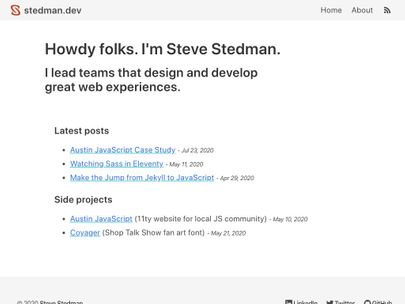 stedman.dev
Home About
Howdy folks. I'm Steve Stedman.
I lead teams that design and develop
great web experiences.
Latest posts
Austin JavaScript Case Study - Jul 23, 2020
Watching Sass in Eleventy - May 11, 2020
Make the Jump from Jekyll to JavaScript - Apr 29, 2020
Side projects
Austin JavaScript (11ty website for local JS community) - May 10, 2020
Covager (Shop Talk Show fan art font) - May 21, 2020
© 2020 Steve Stedman
LinkedIn Twitter GitHub